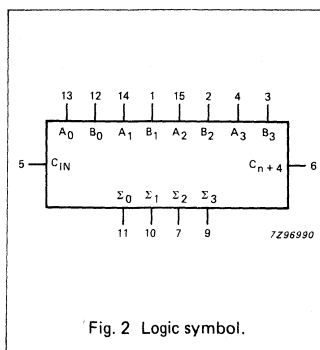 13 12 14 1 15 2 4 3
A0 B0 A1 B1 A2 B2 A3 B3
5 CIN Cn+4 6
Σ0 Σ1 Σ2 Σ3
11 10 7 9
7Z96990
Fig. 2 Logic symbol.